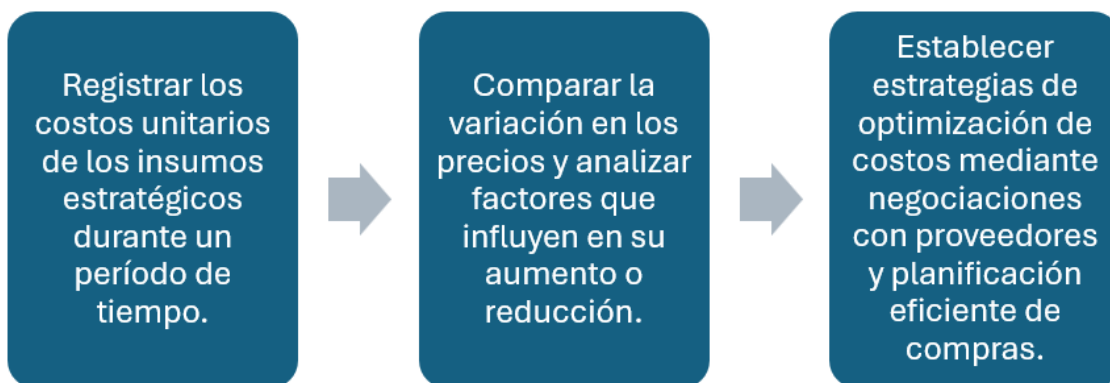 Registrar los
costos unitarios
de los insumos
estratégicos
durante un
período de
tiempo.
Comparar la
variación en los
precios y analizar
factores que
influyen en su
aumento o
reducción.
Establecer
estrategias de
optimización de
costos mediante
negociaciones
con proveedores
y planificación
eficiente de
compras.